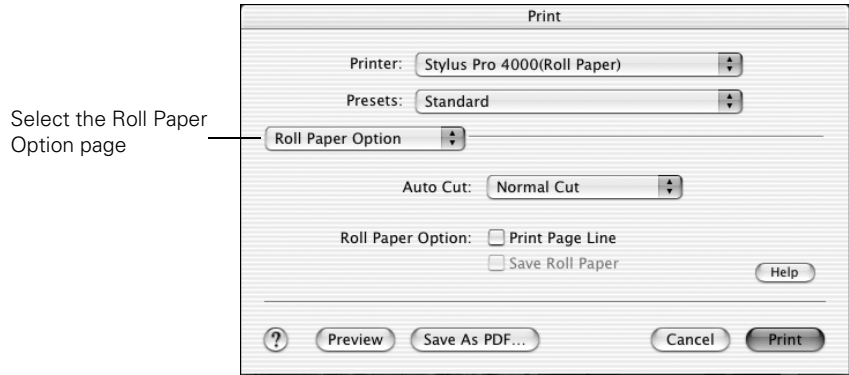 Print
Printer: Stylus Pro 4000(Roll Paper)
Presets: Standard
Select the Roll Paper
Option page
Roll Paper Option
Auto Cut: Normal Cut
Roll Paper Option: Print Page Line
Save Roll Paper
Help
? Preview Save As PDF... Cancel Print